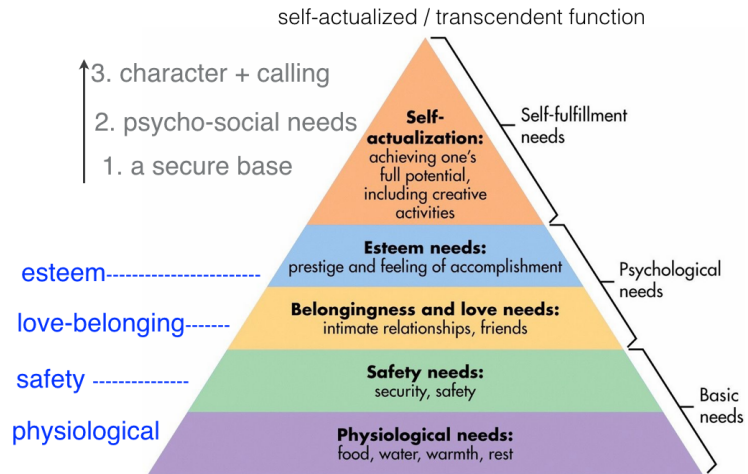 self-actualized / transcendent function
3. character + calling
2. psycho-social needs
1. a secure base
Self-
actualization:
achieving one's
full potential,
including creative
activities
Self-fulfillment
needs
esteem
Esteem needs:
prestige and feeling of accomplishment
Psychological
needs
love-belonging
Belongingness and love needs:
intimate relationships, friends
safety
Safety needs:
security, safety
Basic
needs
physiological
Physiological needs:
food, water, warmth, rest